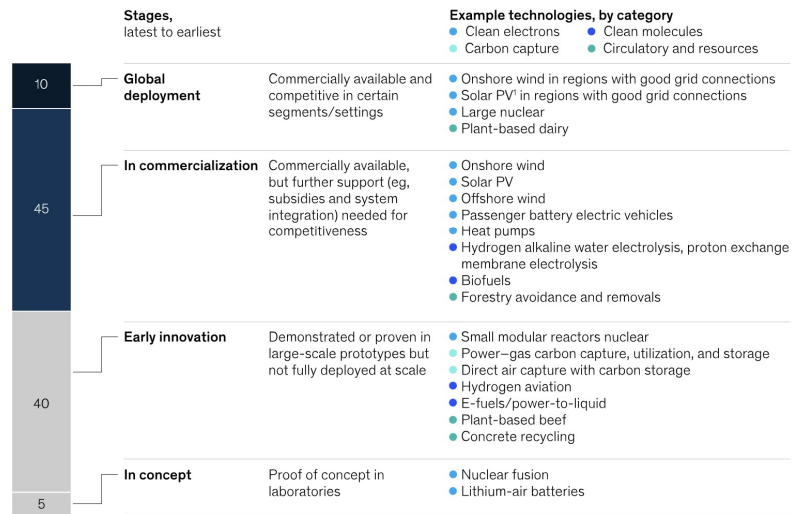 Stages,
latest to earliest
Example technologies, by category
Clean electrons
Clean molecules
Carbon capture
Circulatory and resources
10
Global
deployment
Commercially available and
competitive in certain
segments/settings
Onshore wind in regions with good grid connections
Solar PV¹ in regions with good grid connections
Large nuclear
Plant-based dairy
45
In commercialization
Commercially available,
but further support (eg,
subsidies and system
integration) needed for
competitiveness
Onshore wind
Solar PV
Offshore wind
Passenger battery electric vehicles
Heat pumps
Hydrogen alkaline water electrolysis, proton exchange
membrane electrolysis
Biofuels
Forestry avoidance and removals
40
Early innovation
Demonstrated or proven in
large-scale prototypes but
not fully deployed at scale
Small modular reactors nuclear
Power–gas carbon capture, utilization, and storage
Direct air capture with carbon storage
Hydrogen aviation
E-fuels/power-to-liquid
Plant-based beef
Concrete recycling
5
In concept
Proof of concept in
laboratories
Nuclear fusion
Lithium-air batteries